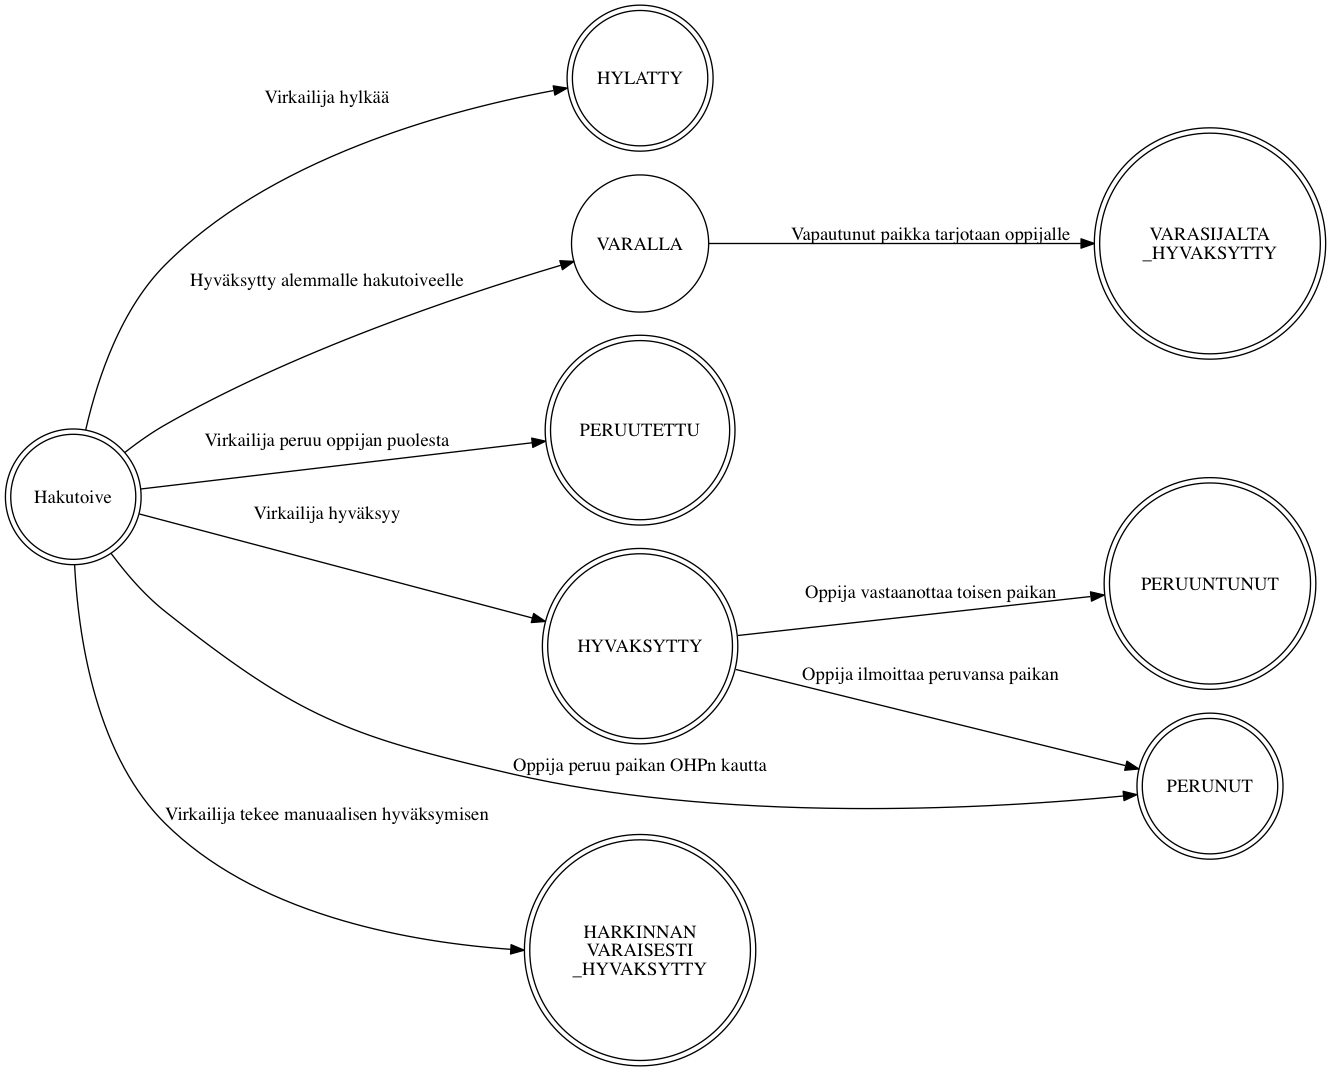 HYLATTY
Virkailija hylkää
VARALLA
Vapautunut paikka tarjotaan oppijalle
VARASIJALTA
_HYVAKSYTTY
Hyväksytty alemmalle hakutoiveelle
PERUUTETTU
Virkailija peruu oppijan puolesta
Hakutoive
Virkailija hyväksyy
HYVAKSYTTY
Oppija vastaanottaa toisen paikan
PERUUNTUNUT
Oppija ilmoittaa peruvansa paikan
Oppija peruu paikan OHPn kautta
PERUNUT
Virkailija tekee manuaalisen hyväksymisen
HARKINNAN
VARAISESTI
_HYVAKSYTTY